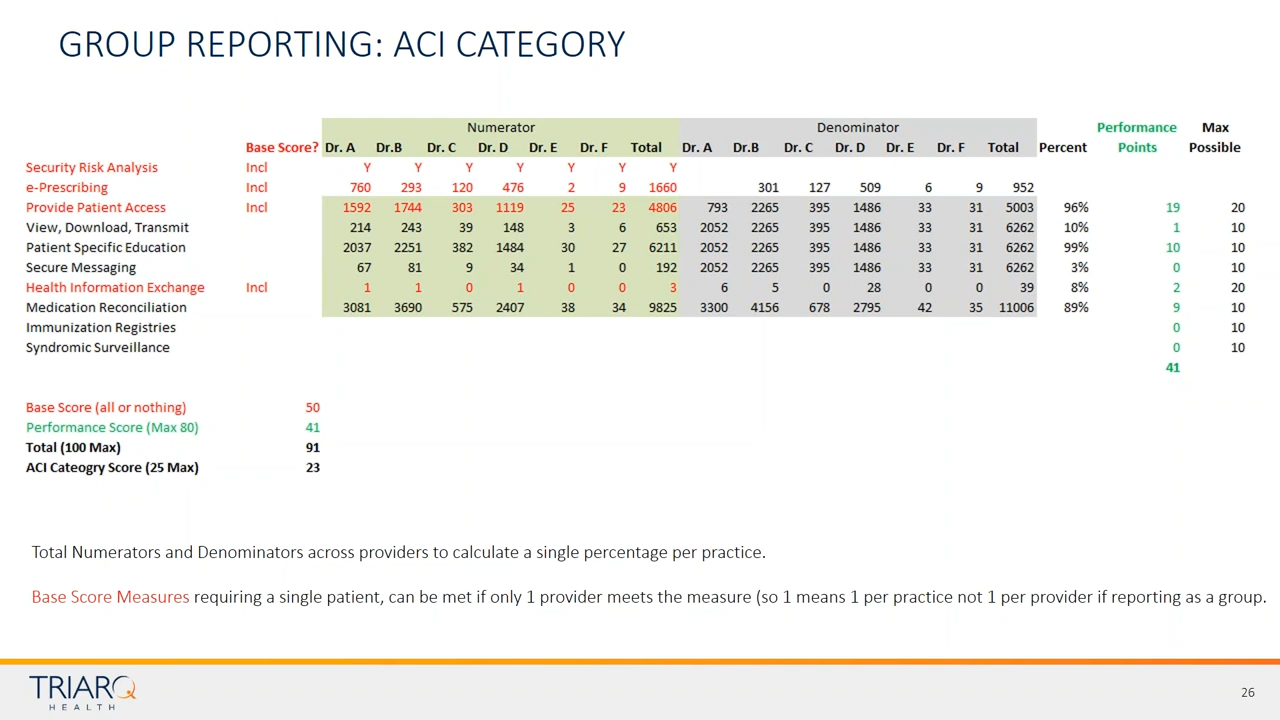 GROUP REPORTING: ACI CATEGORY
Numerator Denominator Performance Max
Base Score? Dr. A Dr.B Dr. C Dr. D Dr. E Dr. F Total Dr. A Dr.B Dr. C Dr. D Dr. E Dr. F Total Percent Points Possible
Security Risk Analysis Incl Y Y Y Y Y Y Y
e-Prescribing Incl 760 293 120 476 2 9 1660 301 127 509 6 9 952
Provide Patient Access Incl 1592 1744 303 1119 25 23 4806 793 2265 395 1486 33 31 5003 96% 19 20
View, Download, Transmit 214 243 39 148 3 6 653 2052 2265 395 1486 33 31 6262 10% 1 10
Patient Specific Education 2037 2251 382 1484 30 27 6211 2052 2265 395 1486 33 31 6262 99% 10 10
Secure Messaging 67 81 9 34 1 0 192 2052 2265 395 1486 33 31 6262 3% 0 10
Health Information Exchange Incl 1 1 0 1 0 0 3 6 5 0 28 0 0 39 8% 2 20
Medication Reconciliation 3081 3690 575 2407 38 34 9825 3300 4156 678 2795 42 35 11006 89% 9 10
Immunization Registries 0 10
Syndromic Surveillance 0 10
41
Base Score (all or nothing) 50
Performance Score (Max 80) 41
Total (100 Max) 91
ACI Cateogry Score (25 Max) 23
Total Numerators and Denominators across providers to calculate a single percentage per practice.
Base Score Measures requiring a single patient, can be met if only 1 provider meets the measure (so 1 means 1 per practice not 1 per provider if reporting as a group.
TRIARQ
HEALTH
26